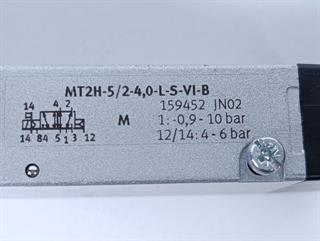 MT2H-5/2-4,0-L-S-VI-B
159452 JN02
M 1: -0,9 - 10 bar
12/14: 4 - 6 bar
14 4 2
14 84 5 1 3 12